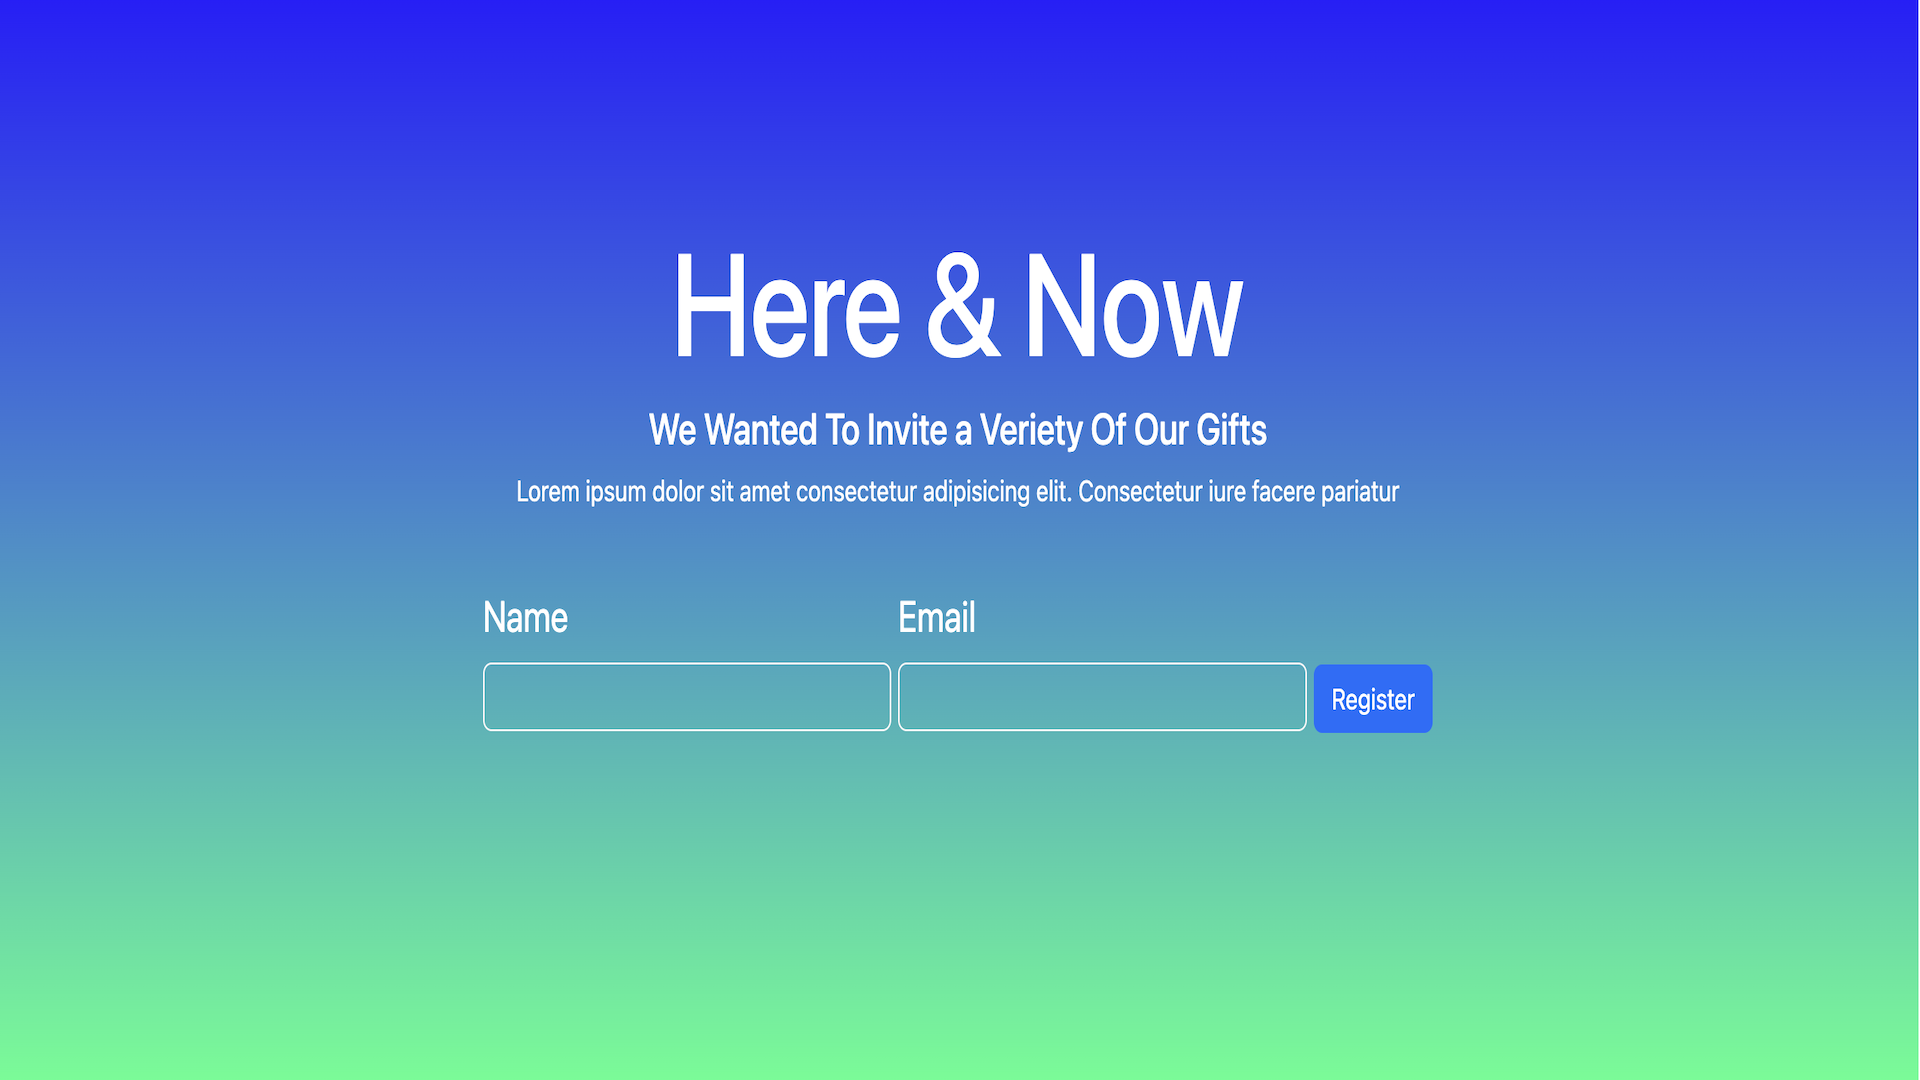 Here & Now
We Wanted To Invite a Veriety Of Our Gifts
Lorem ipsum dolor sit amet consectetur adipisicing elit. Consectetur iure facere pariatur
Name Email
Register